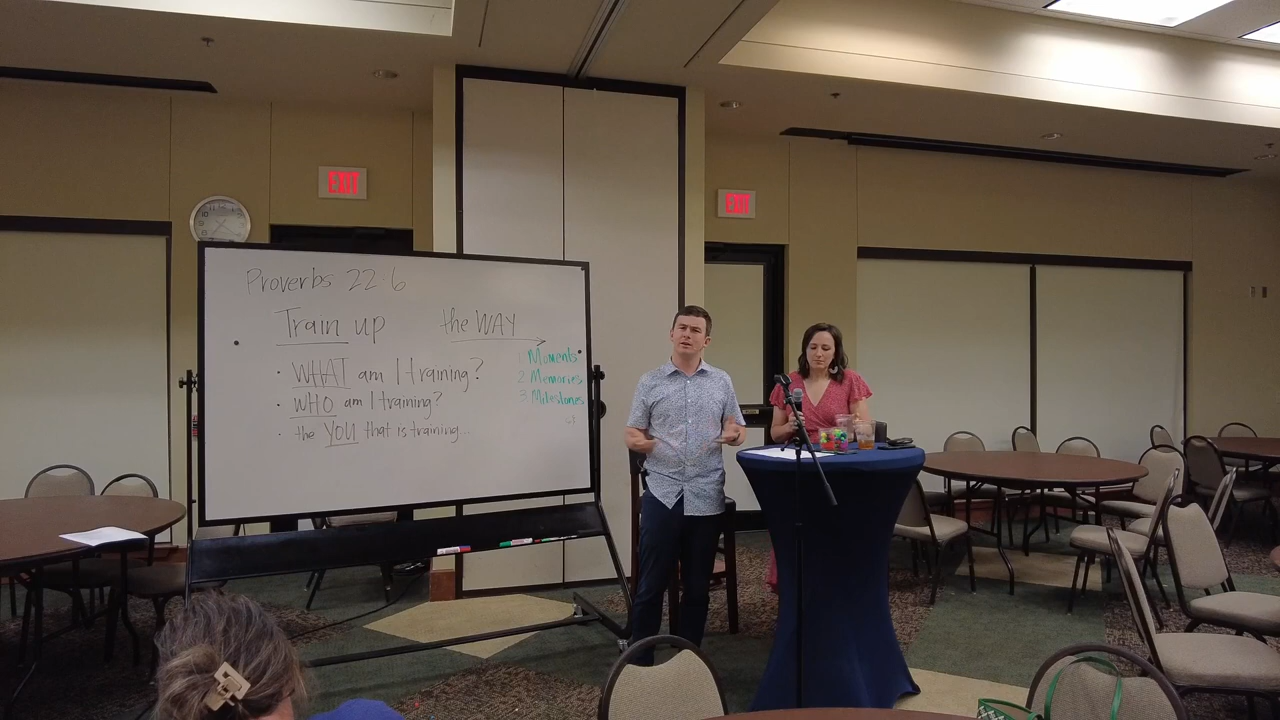 EXIT
EXIT
Proverbs 22:6
Train up the WAY
• WHAT am I training?
• WHO am I training?
• the YOU that is training...
1 Moments
2 Memories
3 Milestones